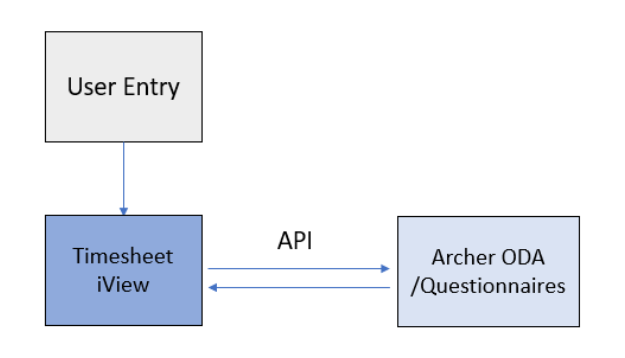 User Entry
API
Timesheet
iView
Archer ODA
/Questionnaires